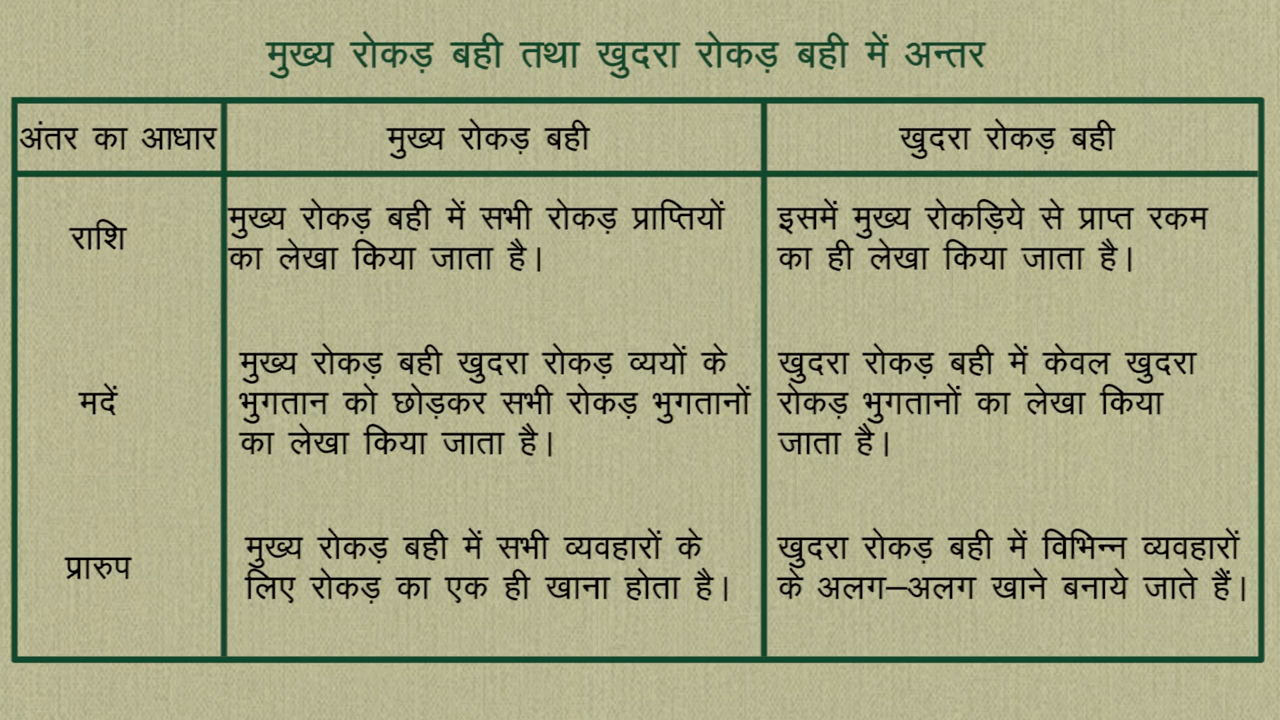 मुख्य रोकड़ बही तथा खुदरा रोकड़ बही में अन्तर
अंतर का आधार
मुख्य रोकड़ बही
खुदरा रोकड़ बही
राशि
मुख्य रोकड़ बही में सभी रोकड़ प्राप्तियों
का लेखा किया जाता है।
इसमें मुख्य रोकड़िये से प्राप्त रकम
का ही लेखा किया जाता है।
मदें
मुख्य रोकड़ बही खुदरा रोकड़ व्ययों के
भुगतान को छोड़कर सभी रोकड़ भुगतानों
का लेखा किया जाता है।
खुदरा रोकड़ बही में केवल खुदरा
रोकड़ भुगतानों का लेखा किया
जाता है।
प्रारुप
मुख्य रोकड़ बही में सभी व्यवहारों के
लिए रोकड़ का एक ही खाना होता है।
खुदरा रोकड़ बही में विभिन्न व्यवहारों
के अलग–अलग खाने बनाये जाते हैं।